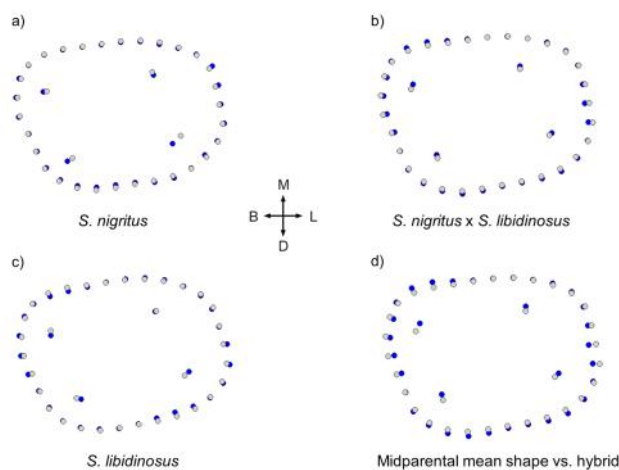 a)
b)
S. nigritus
M
B
L
D
S. nigritus x S. libidinosus
c)
d)
S. libidinosus
Midparental mean shape vs. hybrid